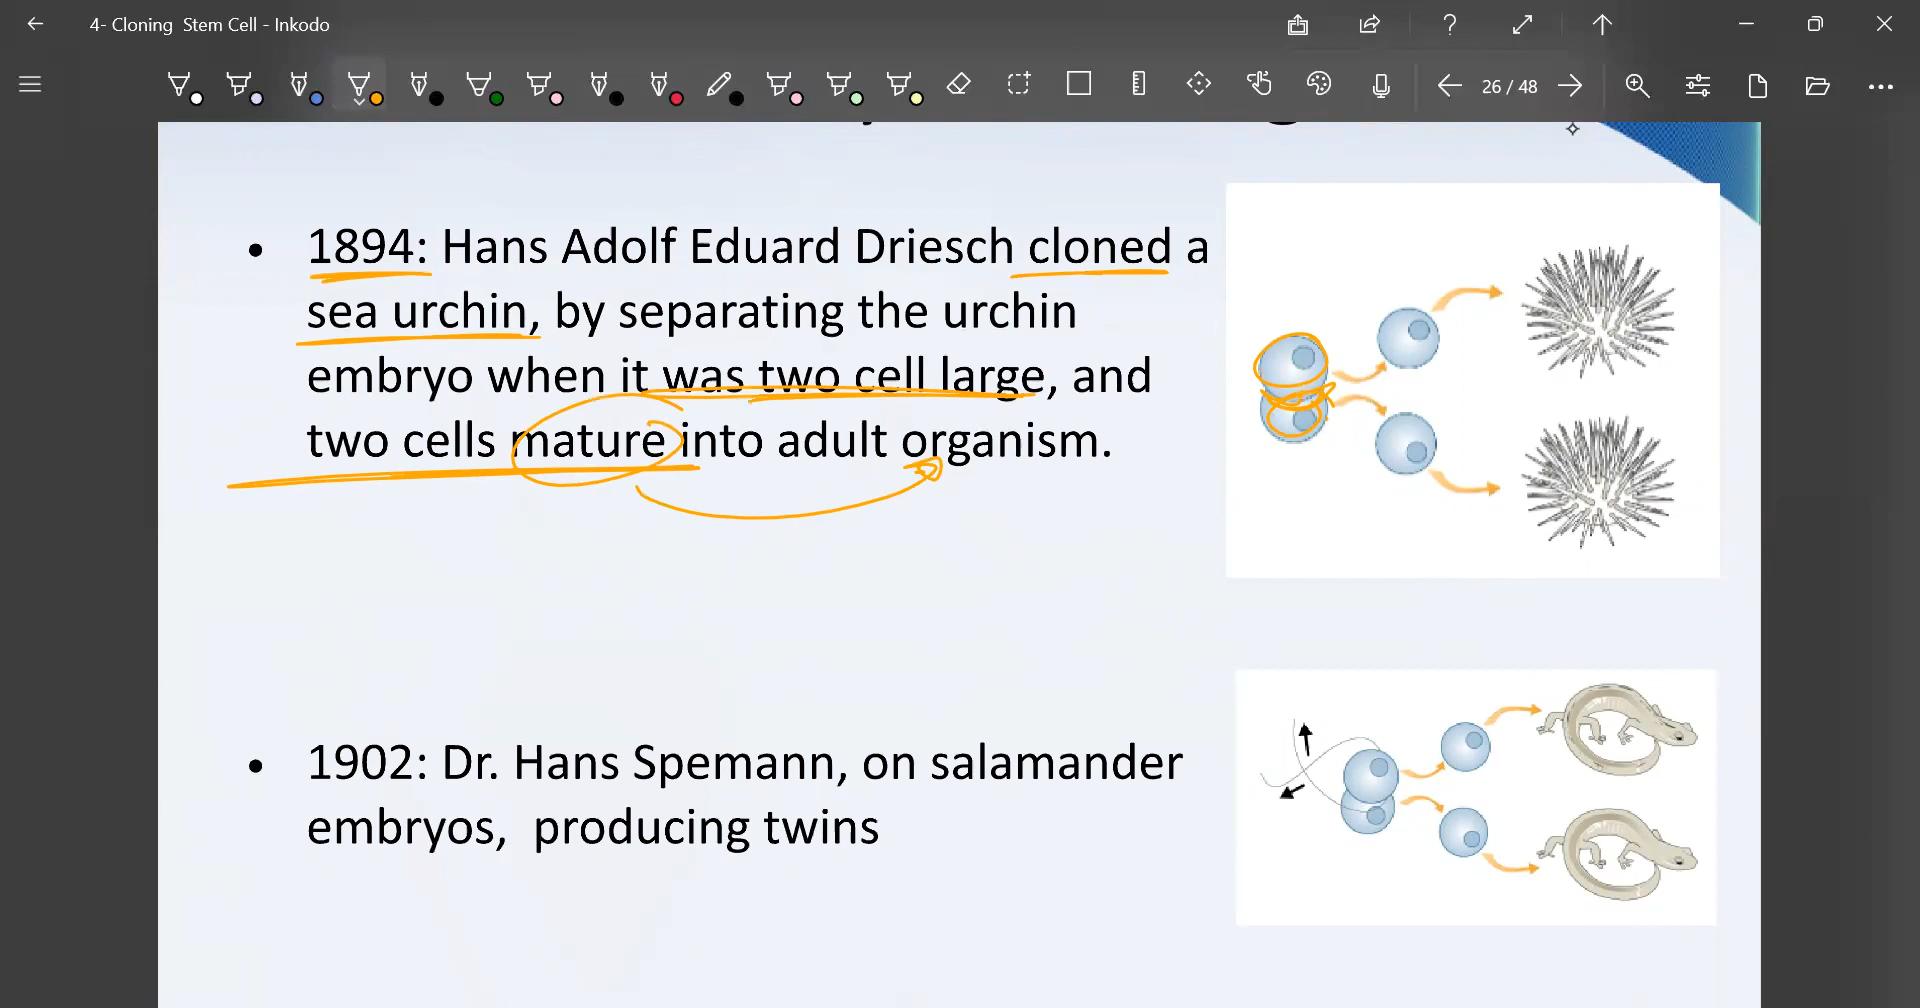 4- Cloning  Stem Cell - Inkodo
26 / 48
• 1894: Hans Adolf Eduard Driesch cloned a
sea urchin, by separating the urchin
embryo when it was two cell large, and
two cells mature into adult organism.
• 1902: Dr. Hans Spemann, on salamander
embryos,  producing twins